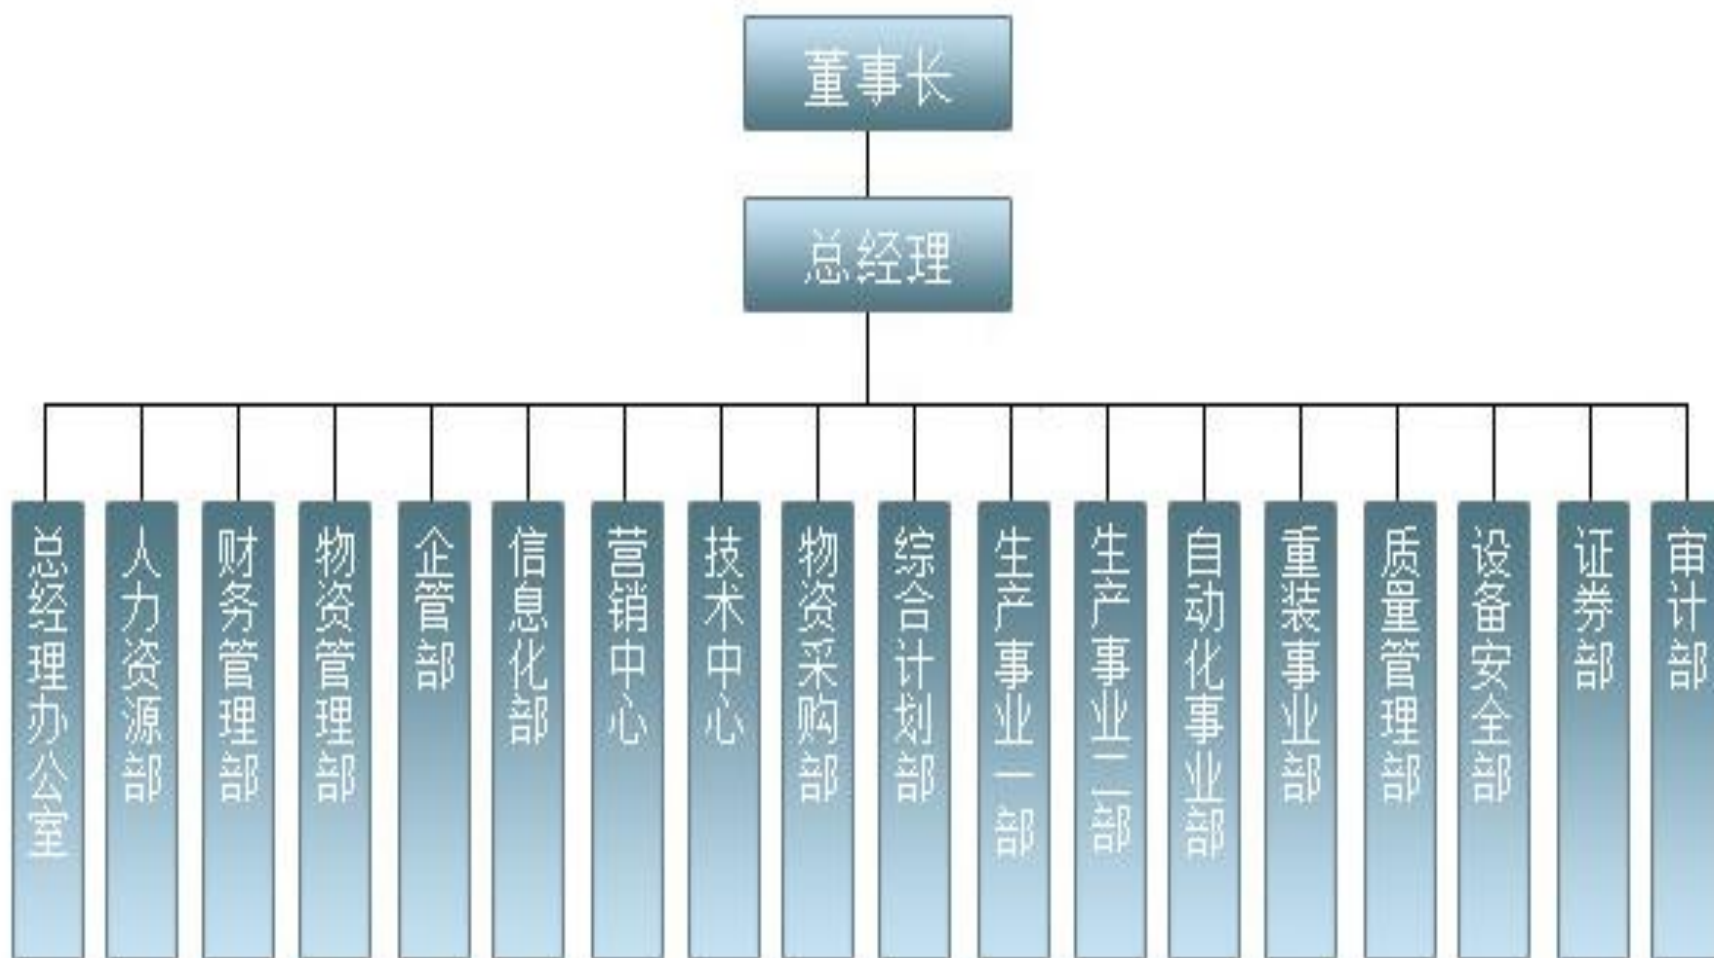 董事长
总经理
总经理办公室
人力资源部
财务管理部
物资管理部
企管部
信息化部
营销中心
技术中心
物资采购部
综合计划部
生产事业一部
生产事业二部
自动化事业部
重装事业部
质量管理部
设备安全部
证券部
审计部